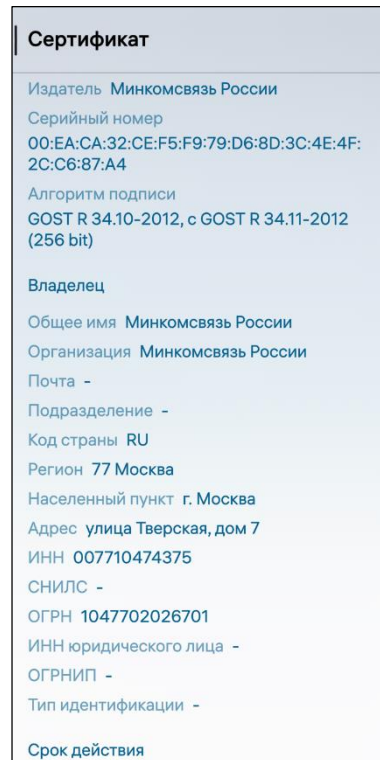 Сертификат
Издатель Минкомсвязь России
Серийный номер
00:EA:CA:32:CE:F5:F9:79:D6:8D:3C:4E:4F:
2C:C6:87:A4
Алгоритм подписи
GOST R 34.10-2012, с GOST R 34.11-2012
(256 bit)
Владелец
Общее имя Минкомсвязь России
Организация Минкомсвязь России
Почта -
Подразделение -
Код страны RU
Регион 77 Москва
Населенный пункт г. Москва
Адрес улица Тверская, дом 7
ИНН 007710474375
СНИЛС -
ОГРН 1047702026701
ИНН юридического лица -
ОГРНИП -
Тип идентификации -
Срок действия